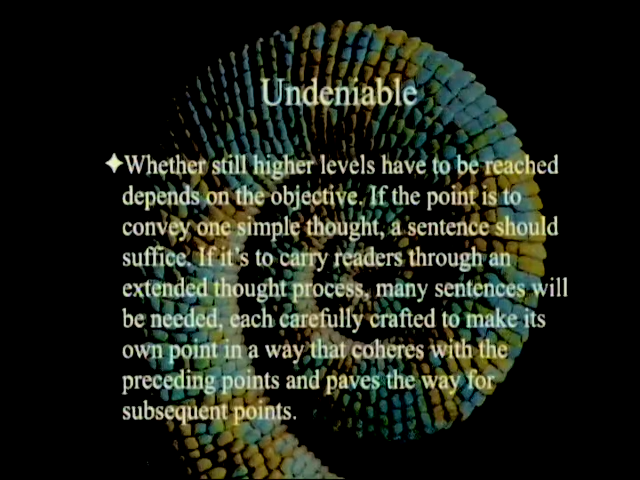 Undeniable
✦Whether still higher levels have to be reached
depends on the objective. If the point is to
convey one simple thought, a sentence should
suffice. If it's to carry readers through an
extended thought process, many sentences will
be needed, each carefully crafted to make its
own point in a way that coheres with the
preceding points and paves the way for
subsequent points.